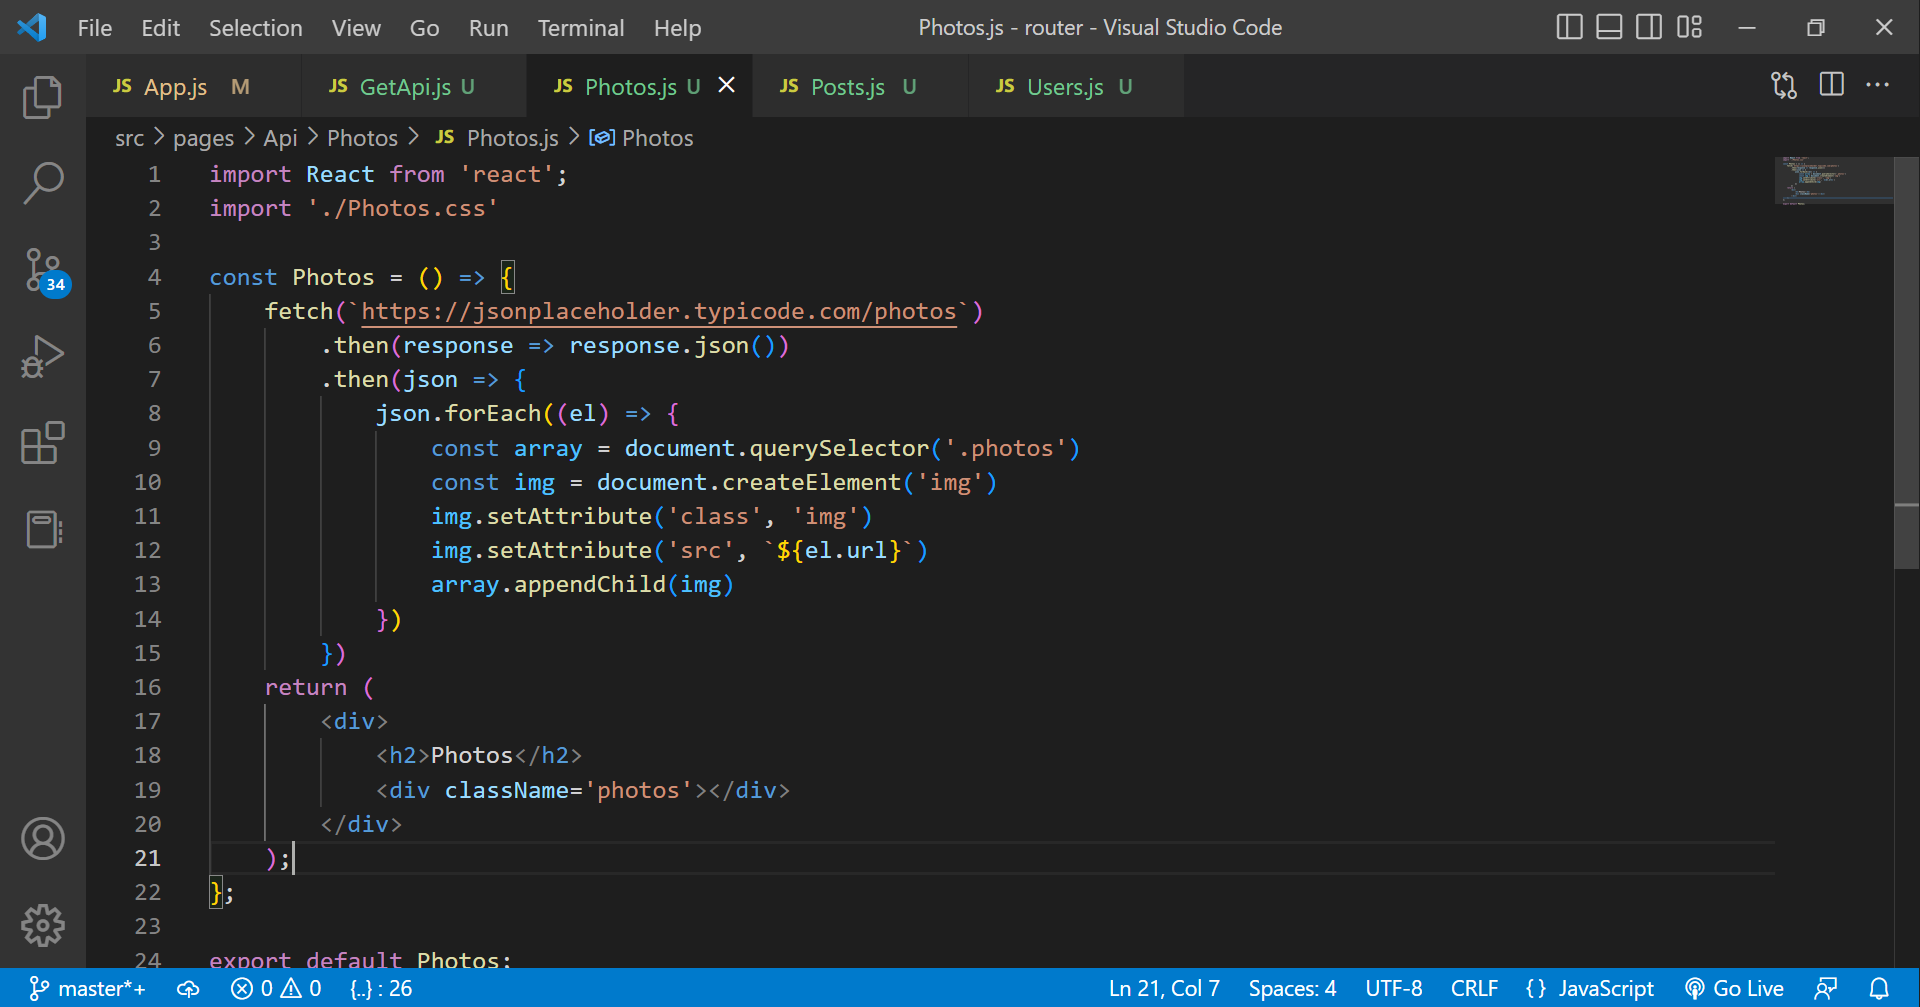 File Edit Selection View Go Run Terminal Help Photos.js - router - Visual Studio Code
JS App.js M JS GetApi.js U JS Photos.js U JS Posts.js U JS Users.js U
src > pages > Api > Photos > JS Photos.js > Photos
1 import React from 'react';
2 import './Photos.css'
3
4 const Photos = () => {
5     fetch(`https://jsonplaceholder.typicode.com/photos`)
6         .then(response => response.json())
7         .then(json => {
8             json.forEach((el) => {
9                 const array = document.querySelector('.photos')
10                 const img = document.createElement('img')
11                 img.setAttribute('class', 'img')
12                 img.setAttribute('src', `${el.url}`)
13                 array.appendChild(img)
14             })
15         })
16     return (
17         <div>
18             <h2>Photos</h2>
19             <div className='photos'></div>
20         </div>
21     );
22 };
23
24 export default Photos;
34
master*+ 0 0 {..} : 26 Ln 21, Col 7 Spaces: 4 UTF-8 CRLF {} JavaScript Go Live